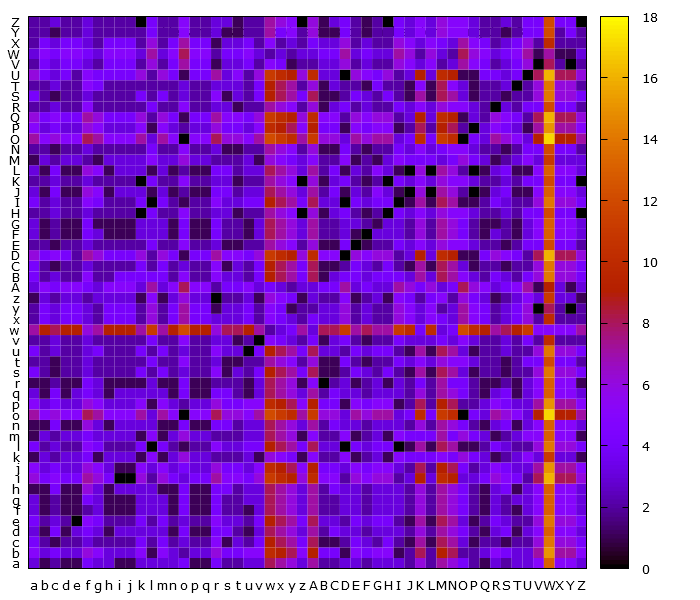 Z
Y
X
W
V
U
T
S
R
Q
P
O
N
M
L
K
J
I
H
G
F
E
D
C
B
A
z
y
x
w
v
u
t
s
r
q
p
o
n
m
l
k
j
i
h
g
f
e
d
c
b
a
a b c d e f g h i j k l m n o p q r s t u v w x y z A B C D E F G H I J K L M N O P Q R S T U V W X Y Z
18
16
14
12
10
8
6
4
2
0